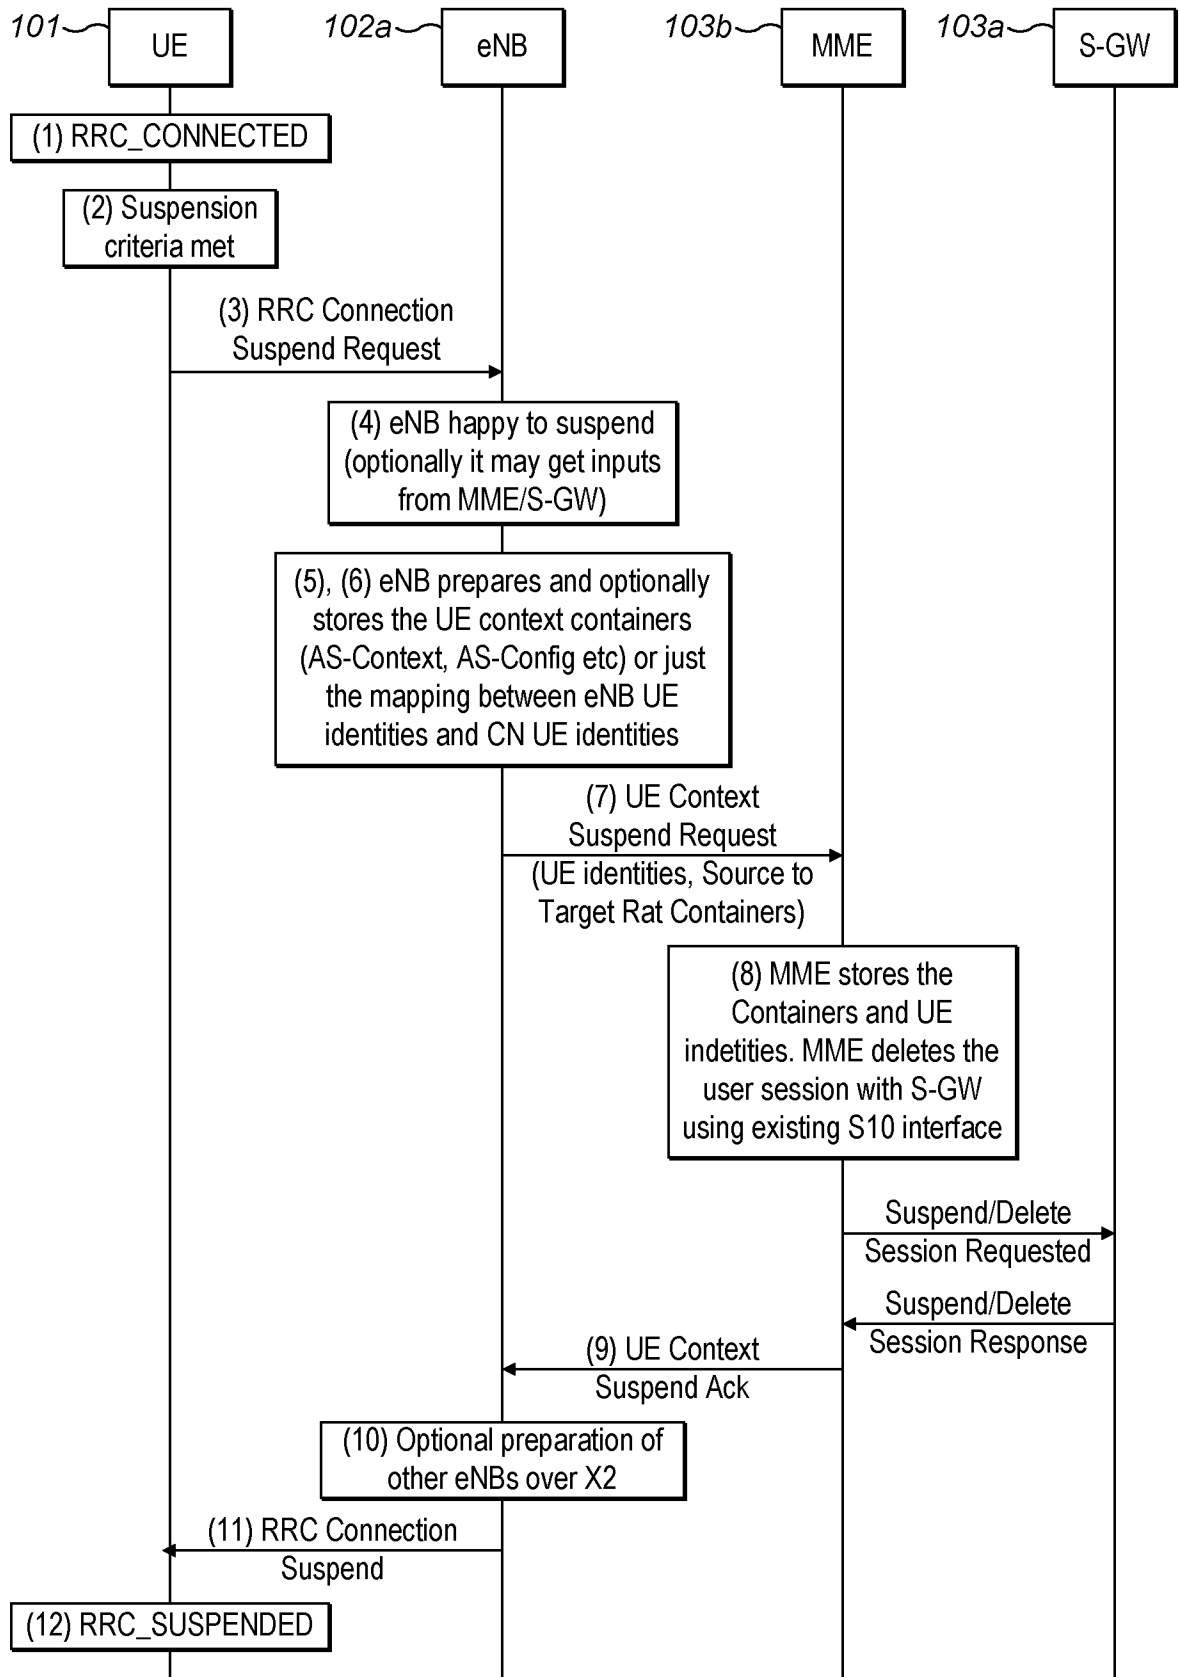 101
UE
102a
eNB
103b
MME
103a
S-GW
(1) RRC_CONNECTED
(2) Suspension
criteria met
(3) RRC Connection
Suspend Request
(4) eNB happy to suspend
(optionally it may get inputs
from MME/S-GW)
(5), (6) eNB prepares and optionally
stores the UE context containers
(AS-Context, AS-Config etc) or just
the mapping between eNB UE
identities and CN UE identities
(7) UE Context
Suspend Request
(UE identities, Source to
Target Rat Containers)
(8) MME stores the
Containers and UE
indetities. MME deletes the
user session with S-GW
using existing S10 interface
Suspend/Delete
Session Requested
Suspend/Delete
Session Response
(9) UE Context
Suspend Ack
(10) Optional preparation of
other eNBs over X2
(11) RRC Connection
Suspend
(12) RRC_SUSPENDED